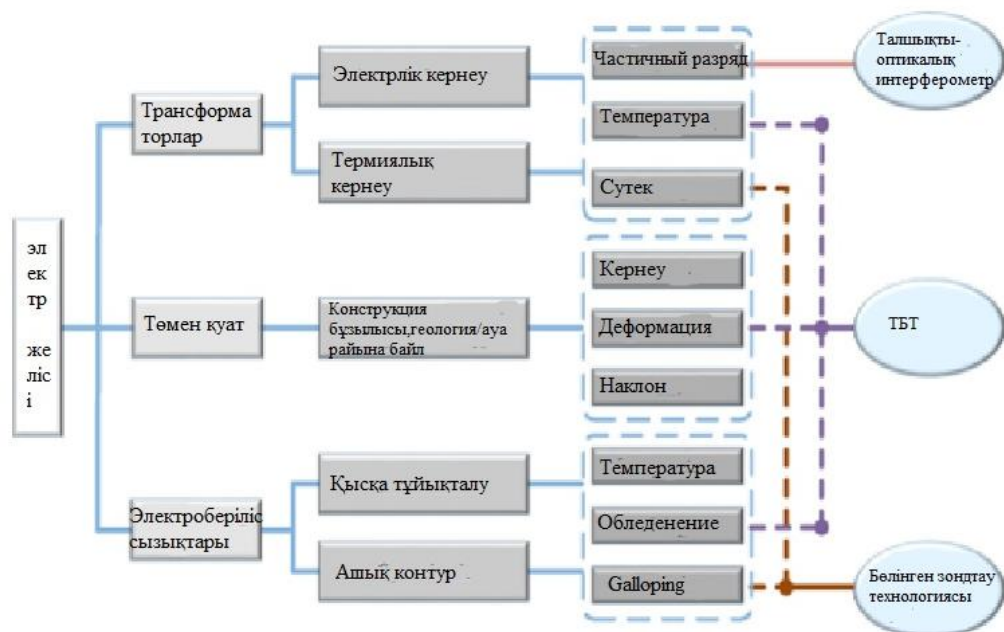 эл
ек
тр
же
ліс
і
Трансформа
торлар
Төмен қуат
Электроберіліс
сызықтары
Электрлік кернеу
Термиялық
кернеу
Конструкция
бұзылысы,геология/ауа
райына байл
Қысқа тұйықталу
Ашық контур
Частичный разряд
Температура
Сутек
Кернеу
Деформация
Наклон
Температура
Обледенение
Galloping
Талшықты-
оптикалық
интерферометр
ТБТ
Бөлінген зондтау
технологиясы